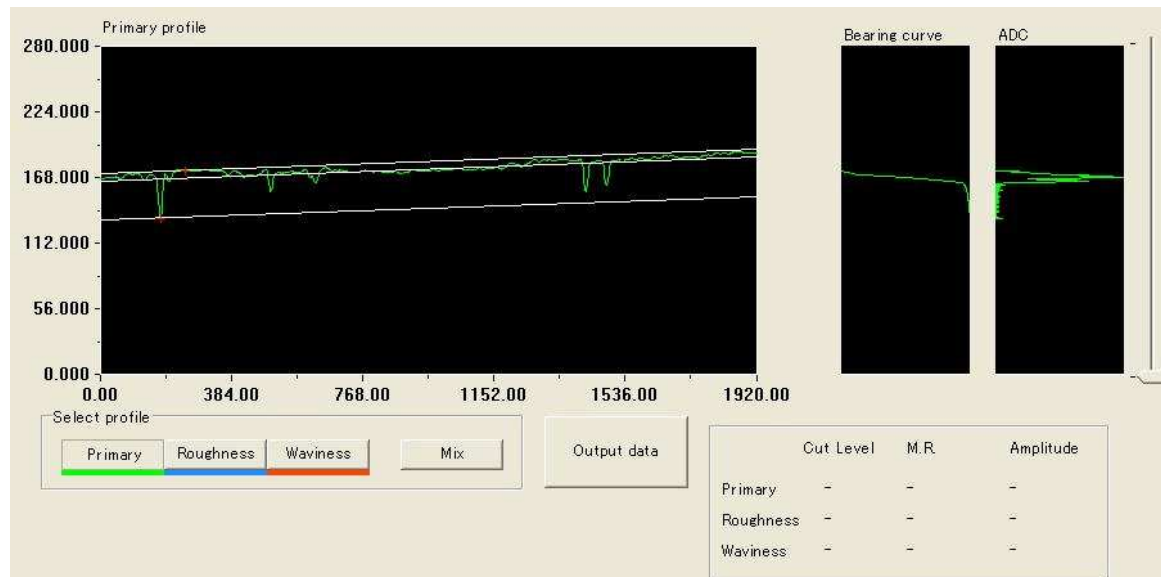 Primary profile
Bearing curve
ADC
280.000
224.000
168.000
112.000
56.000
0.000
0.00 384.00 768.00 1152.00 1536.00 1920.00
Select profile
Primary Roughness Waviness Mix
Output data
Cut Level M.R. Amplitude
Primary - - -
Roughness - - -
Waviness - - -